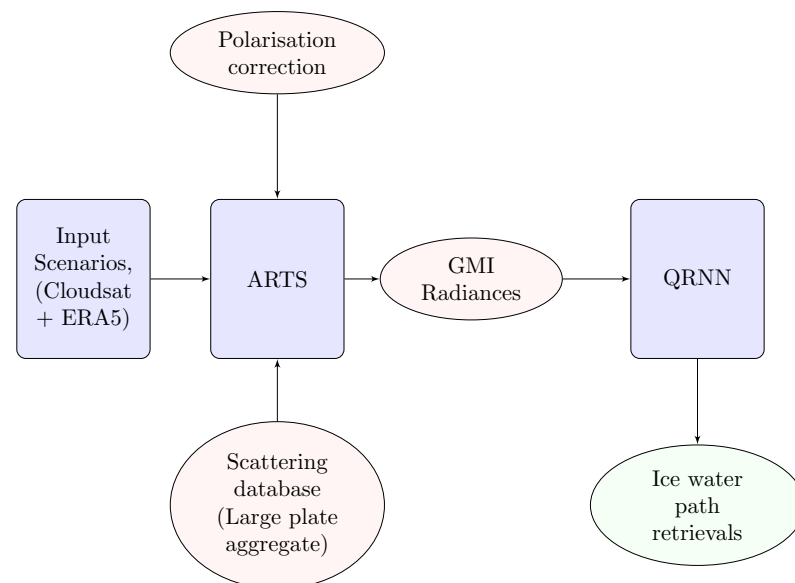 Polarisation
correction
Input
Scenarios,
(Cloudsat
+ ERA5)
ARTS
GMI
Radiances
QRNN
Scattering
database
(Large plate
aggregate)
Ice water
path
retrievals